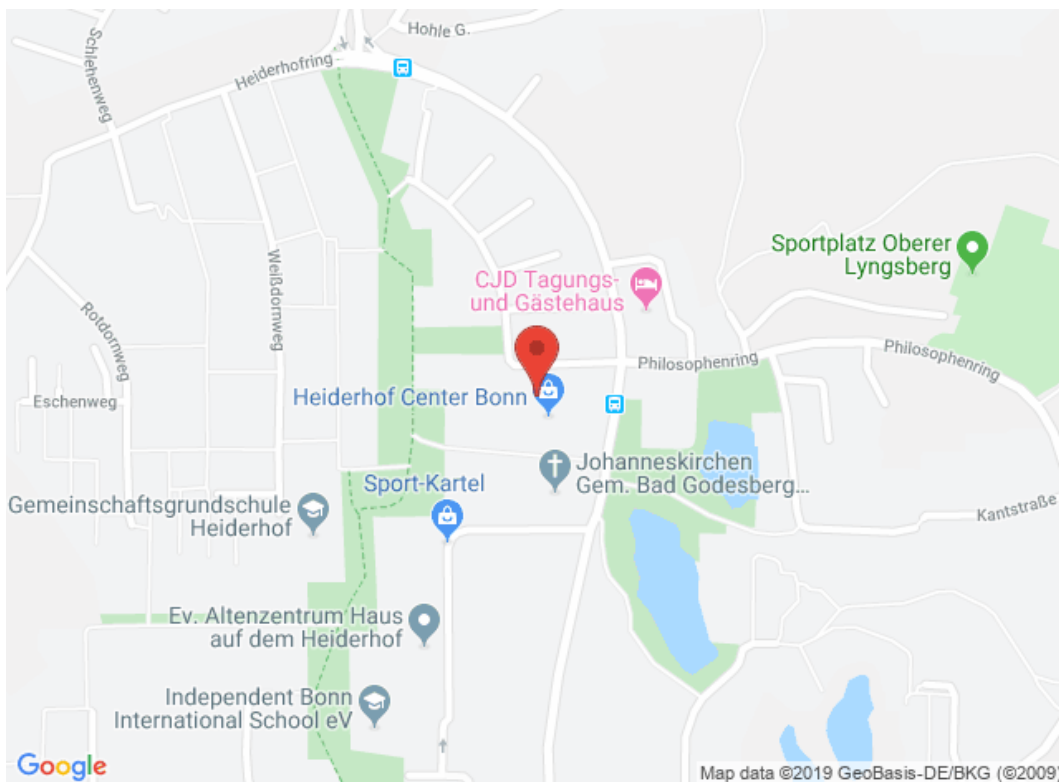 Schlehenweg
Hohle G.
Heiderhofring
Sportplatz Oberer
Lyngsberg
CJD Tagungs-
und Gästehaus
Weißdornweg
Rotdornweg
Philosophenring
Philosophenring
Eschenweg
Heiderhof Center Bonn
Johanneskirchen
Gem. Bad Godesberg...
Sport-Kartel
Gemeinschaftsgrundschule
Heiderhof
Kantstraße
Ev. Altenzentrum Haus
auf dem Heiderhof
Independent Bonn
International School eV
Google
Map data ©2019 GeoBasis-DE/BKG (©2009)